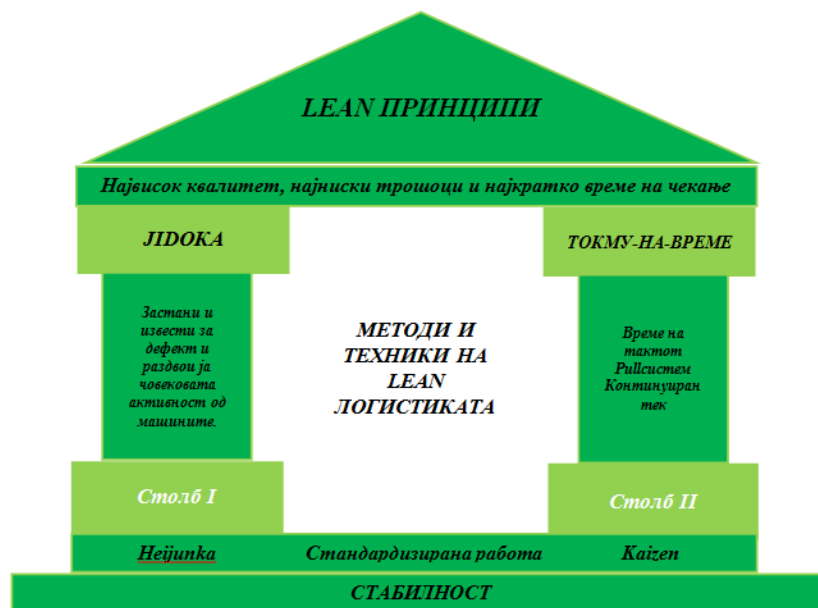 LEAN ПРИНЦИПИ
Највисок квалитет, најниски трошоци и најкратко време на чекање
JIDOKA
ТОКМУ-НА-ВРЕМЕ
Застани и
извести за
дефект и
раздвои ја
човековата
активност од
машините.
МЕТОДИ И
ТЕХНИКИ НА
LEAN
ЛОГИСТИКАТА
Време на
тактот
Pullсистем
Континуиран
тек
Столб I
Столб II
Heijunka Стандардизирана работа Kaizen
СТАБИЛНОСТ